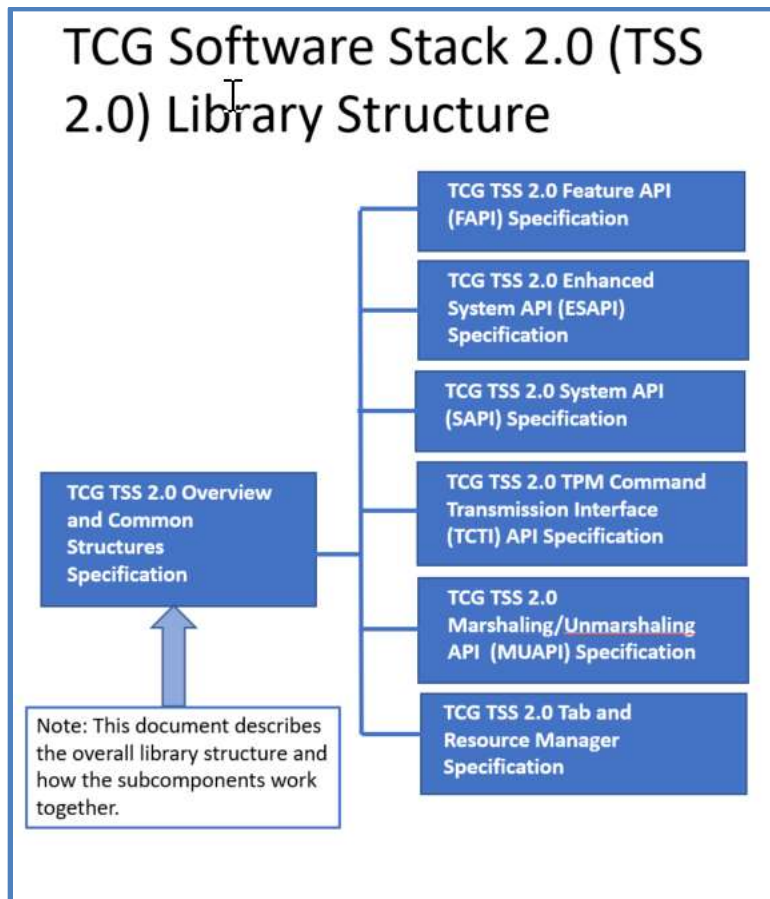 TCG Software Stack 2.0 (TSS
2.0) Library Structure
TCG TSS 2.0 Feature API
(FAPI) Specification
TCG TSS 2.0 Enhanced
System API (ESAPI)
Specification
TCG TSS 2.0 System API
(SAPI) Specification
TCG TSS 2.0 TPM Command
Transmission Interface
(TCTI) API Specification
TCG TSS 2.0
Marshaling/Unmarshaling
API (MUAPI) Specification
TCG TSS 2.0 Tab and
Resource Manager
Specification
TCG TSS 2.0 Overview
and Common
Structures
Specification
Note: This document describes
the overall library structure and
how the subcomponents work
together.